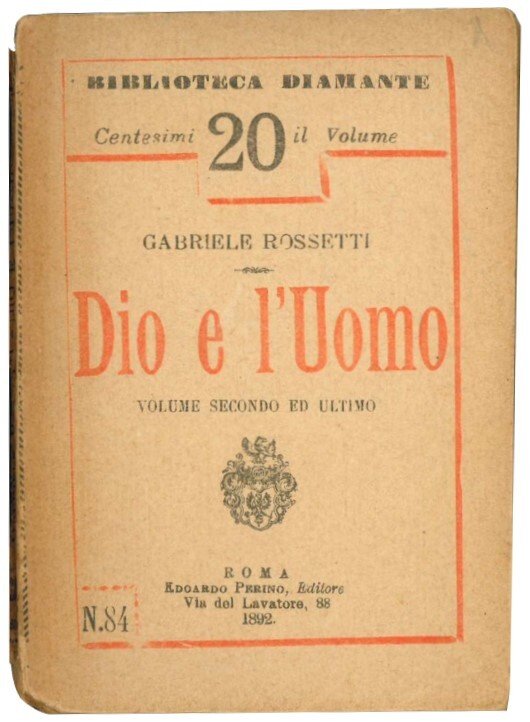 BIBLIOTECA DIAMANTE
Centesimi 20 il Volume
GABRIELE ROSSETTI
Dio e l'Uomo
VOLUME SECONDO ED ULTIMO
ROMA
EDOARDO PERINO, Editore
Via del Lavatore, 88
1892.
N.84